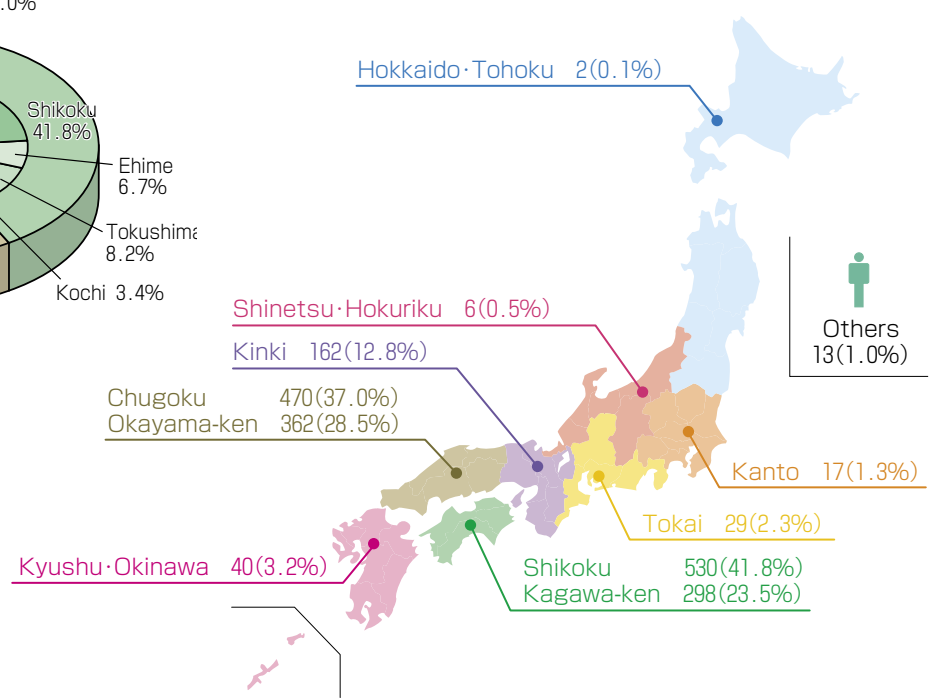 .0%
Shikoku
41.8%
Ehime
6.7%
Tokushima
8.2%
Kochi 3.4%
Hokkaido·Tohoku 2(0.1%)
Shinetsu·Hokuriku 6(0.5%)
Kinki 162(12.8%)
Chugoku 470(37.0%)
Okayama-ken 362(28.5%)
Others
13(1.0%)
Kanto 17(1.3%)
Tokai 29(2.3%)
Kyushu·Okinawa 40(3.2%)
Shikoku 530(41.8%)
Kagawa-ken 298(23.5%)